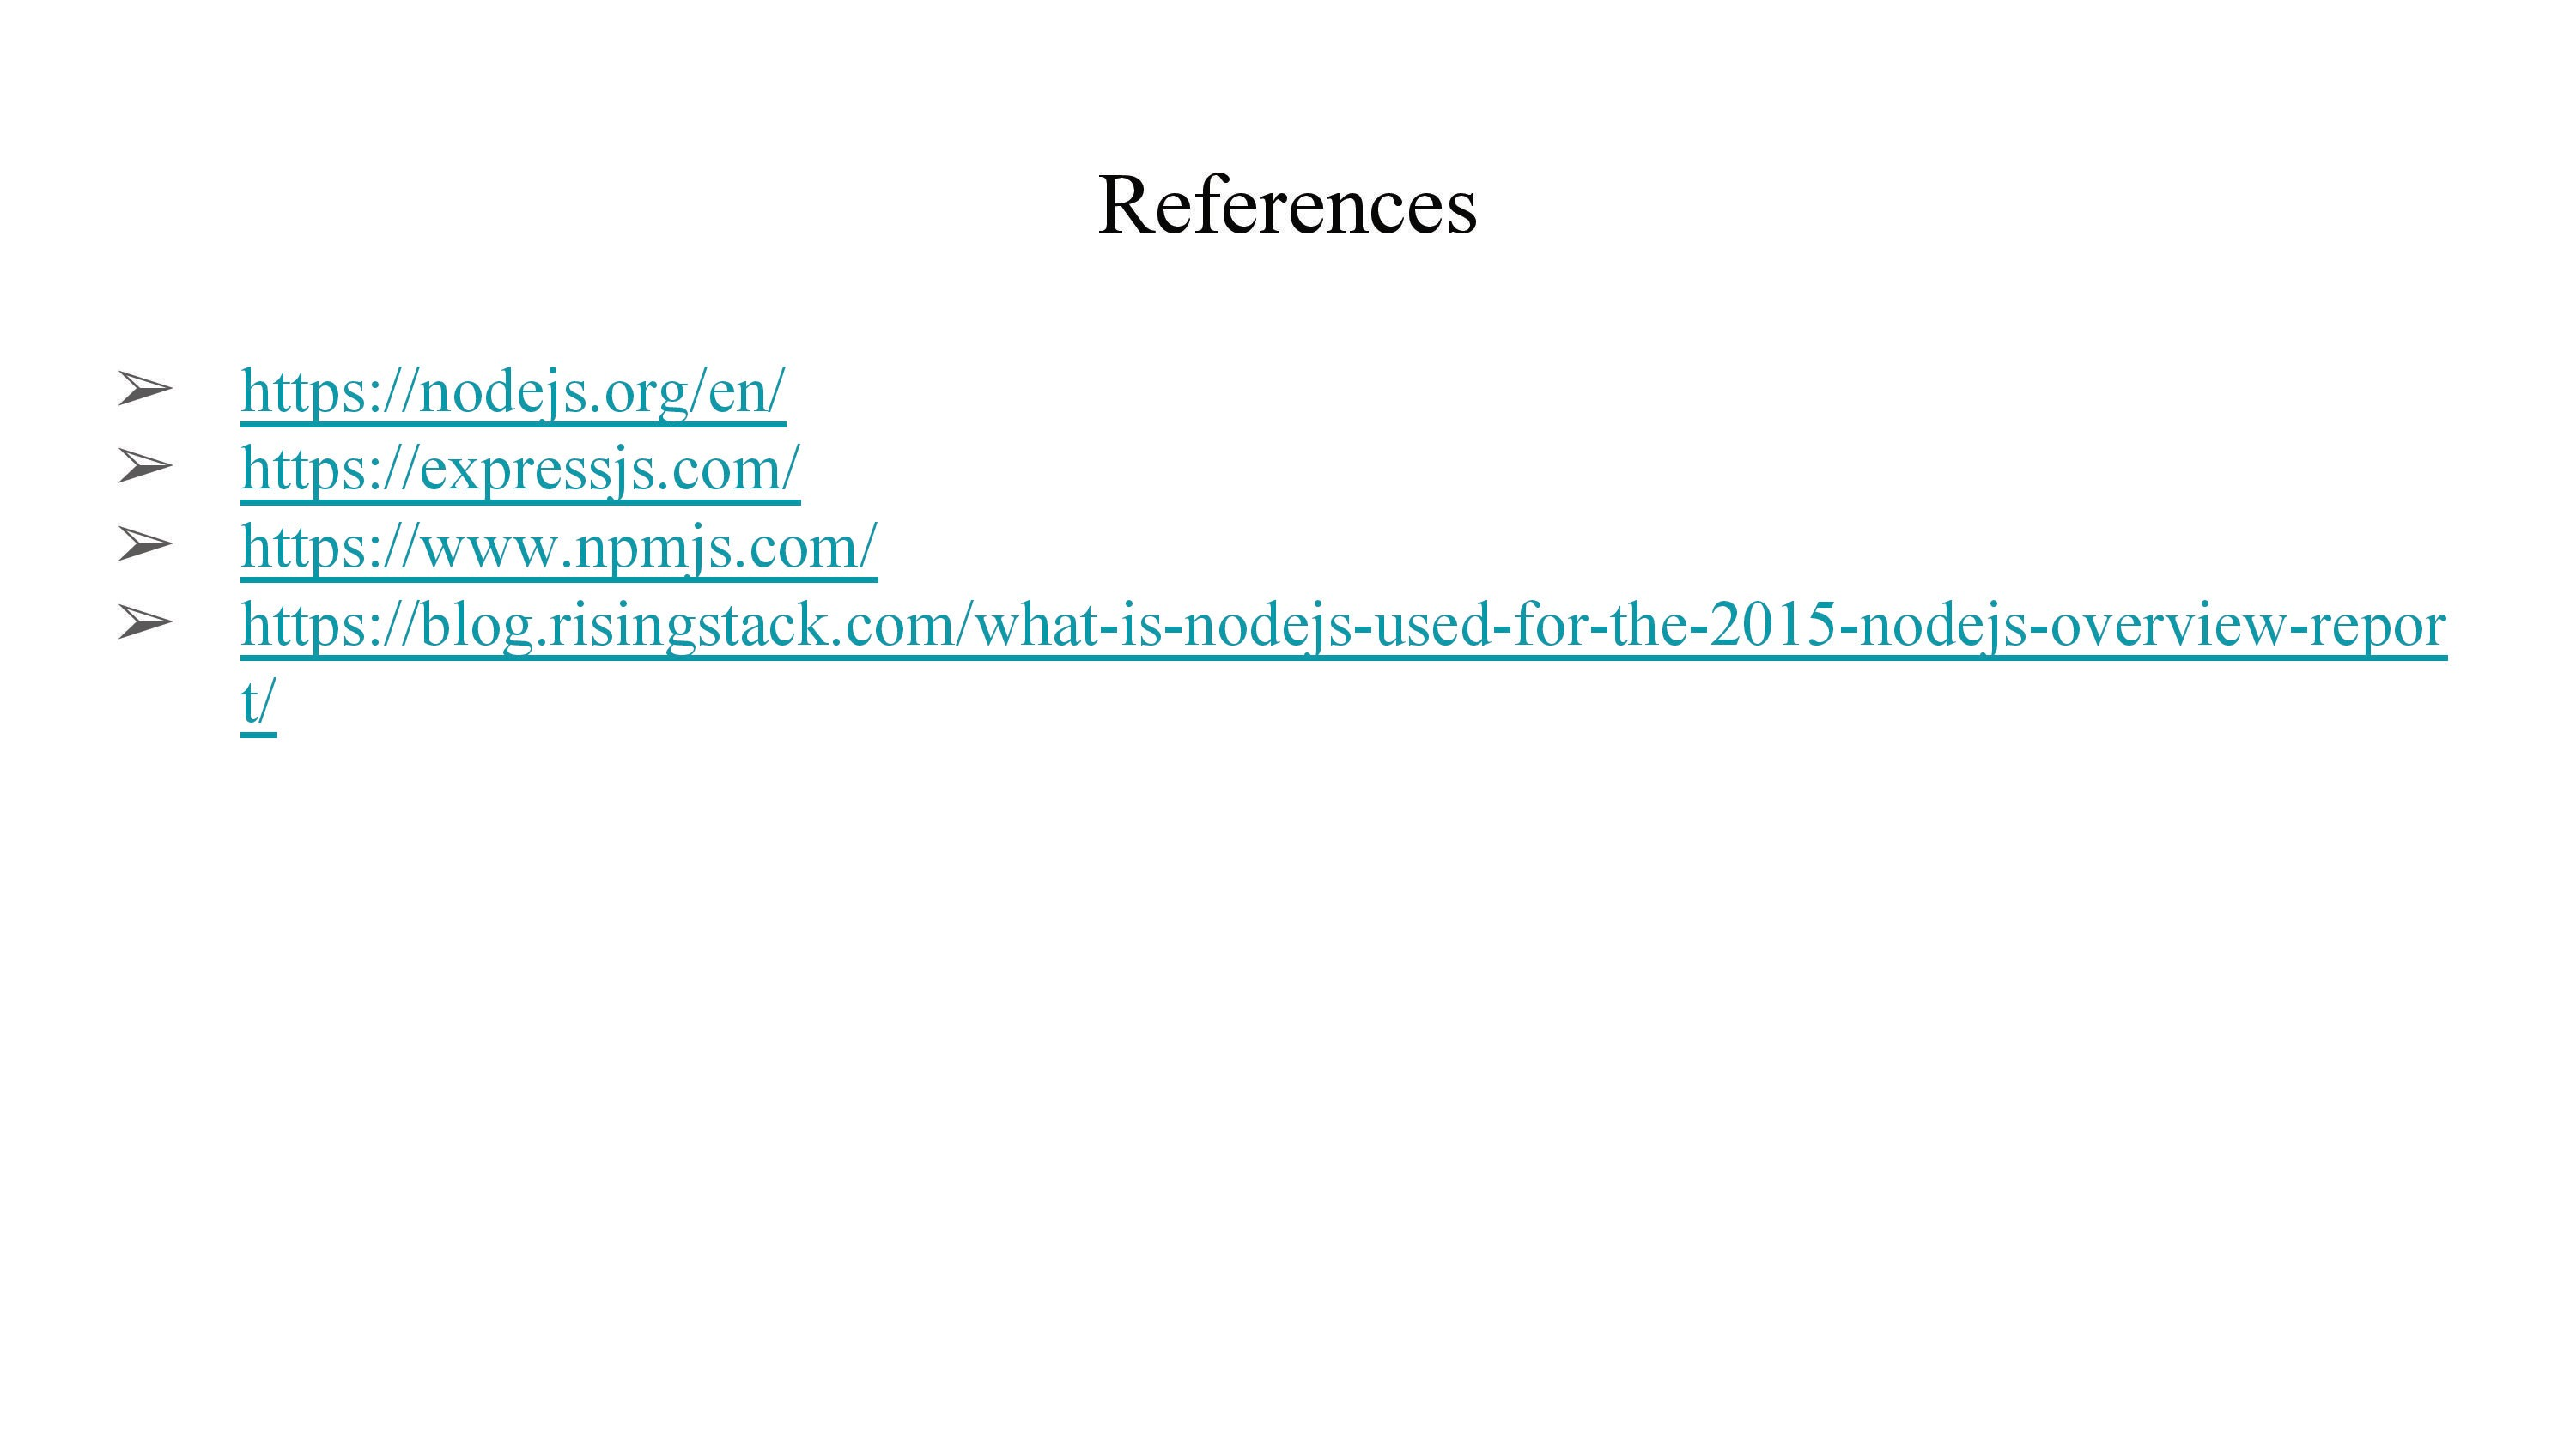 References
➢ https://nodejs.org/en/
➢ https://expressjs.com/
➢ https://www.npmjs.com/
➢ https://blog.risingstack.com/what-is-nodejs-used-for-the-2015-nodejs-overview-repor
t/